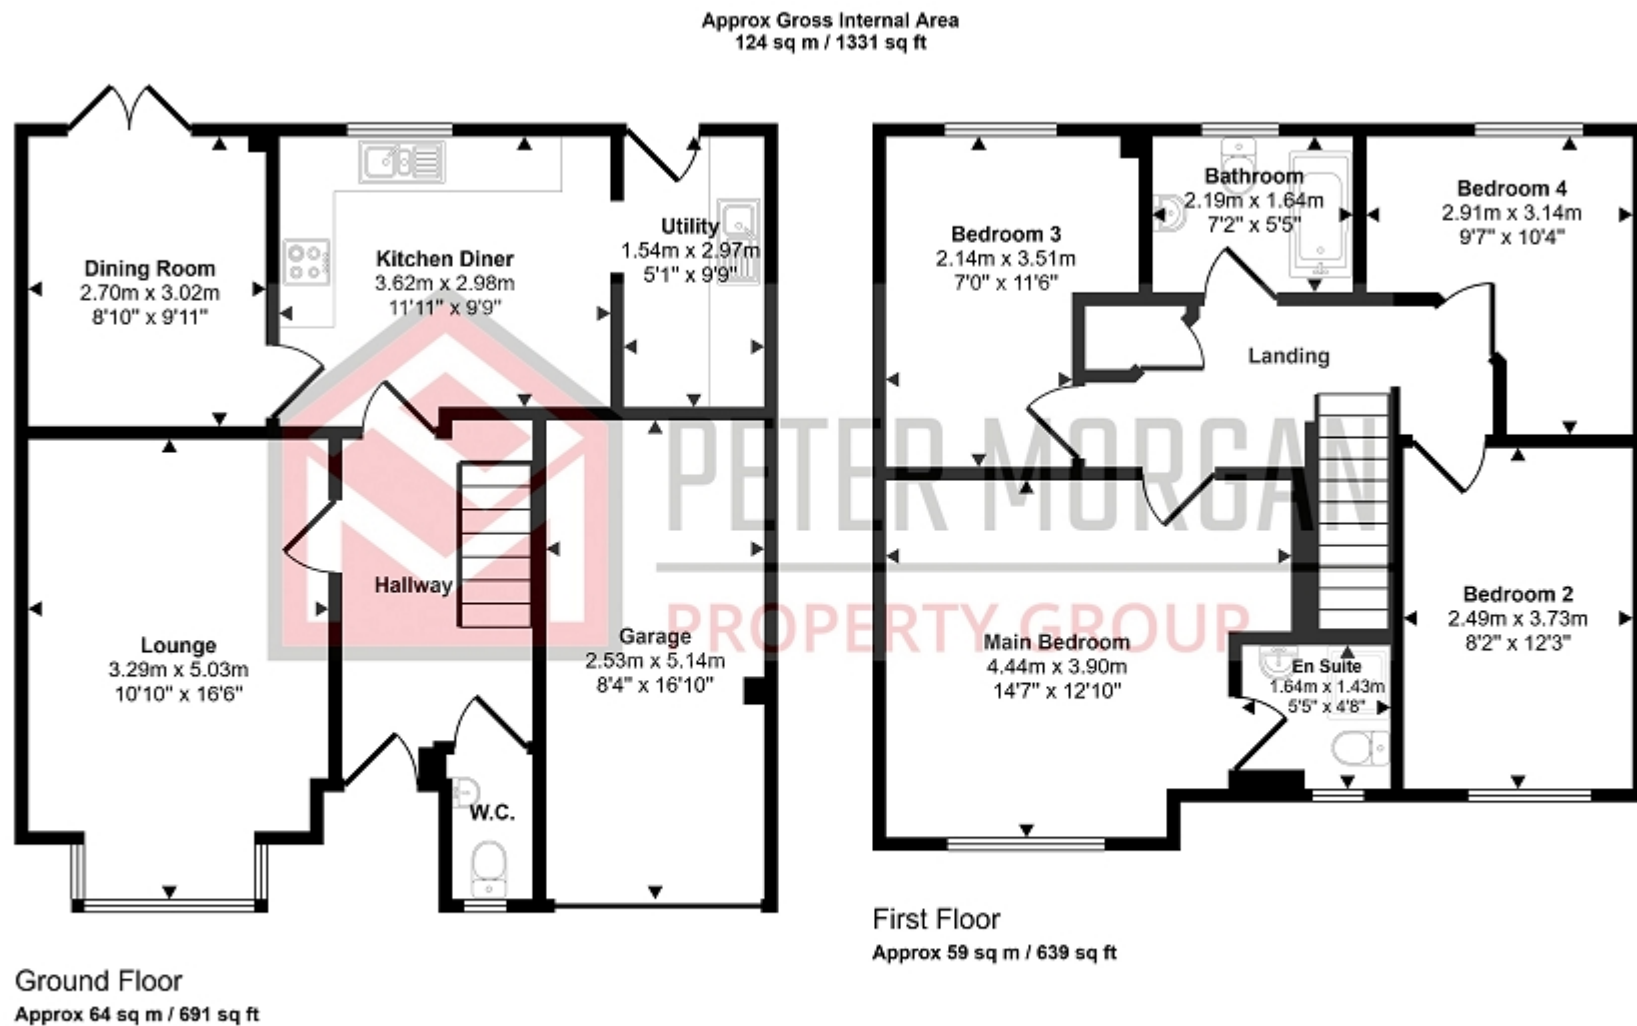 Approx Gross Internal Area
124 sq m / 1331 sq ft
Dining Room
2.70m x 3.02m
8'10" x 9'11"
Kitchen Diner
3.62m x 2.98m
11'11" x 9'9"
Utility
1.54m x 2.97m
5'1" x 9'9"
Lounge
3.29m x 5.03m
10'10" x 16'6"
Hallway
Garage
2.53m x 5.14m
8'4" x 16'10"
W.C.
Ground Floor
Approx 64 sq m / 691 sq ft
Bedroom 3
2.14m x 3.51m
7'0" x 11'6"
Bathroom
2.19m x 1.64m
7'2" x 5'5"
Bedroom 4
2.91m x 3.14m
9'7" x 10'4"
Landing
Main Bedroom
4.44m x 3.90m
14'7" x 12'10"
En Suite
1.64m x 1.43m
5'5" x 4'8"
Bedroom 2
2.49m x 3.73m
8'2" x 12'3"
First Floor
Approx 59 sq m / 639 sq ft
PETER MORGAN
PROPERTY GROUP